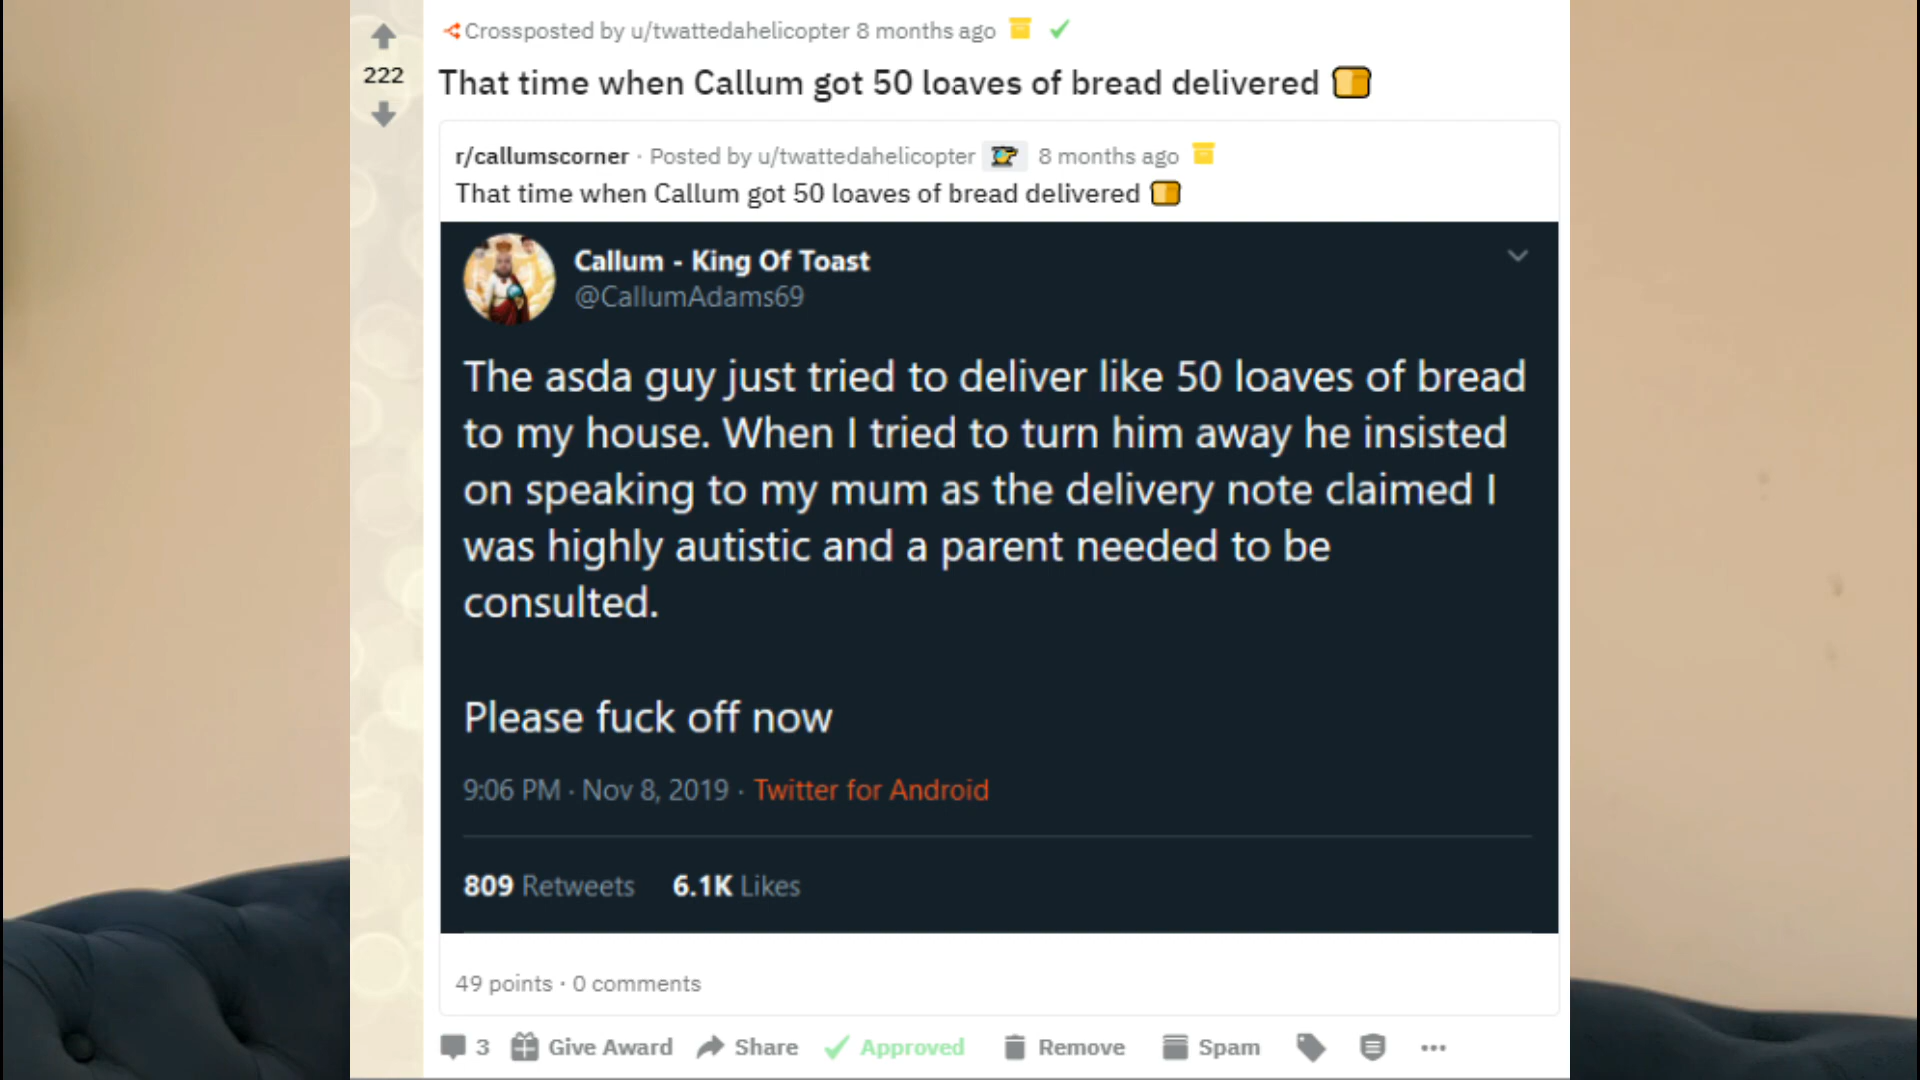 Crossposted by u/twattedahelicopter 8 months ago
222
That time when Callum got 50 loaves of bread delivered 🍞
r/callumscorner · Posted by u/twattedahelicopter 8 months ago
That time when Callum got 50 loaves of bread delivered 🍞
Callum - King Of Toast
@CallumAdams69
The asda guy just tried to deliver like 50 loaves of bread
to my house. When I tried to turn him away he insisted
on speaking to my mum as the delivery note claimed I
was highly autistic and a parent needed to be
consulted.
Please fuck off now
9:06 PM · Nov 8, 2019 · Twitter for Android
809 Retweets 6.1K Likes
49 points · 0 comments
3 Give Award Share Approved Remove Spam